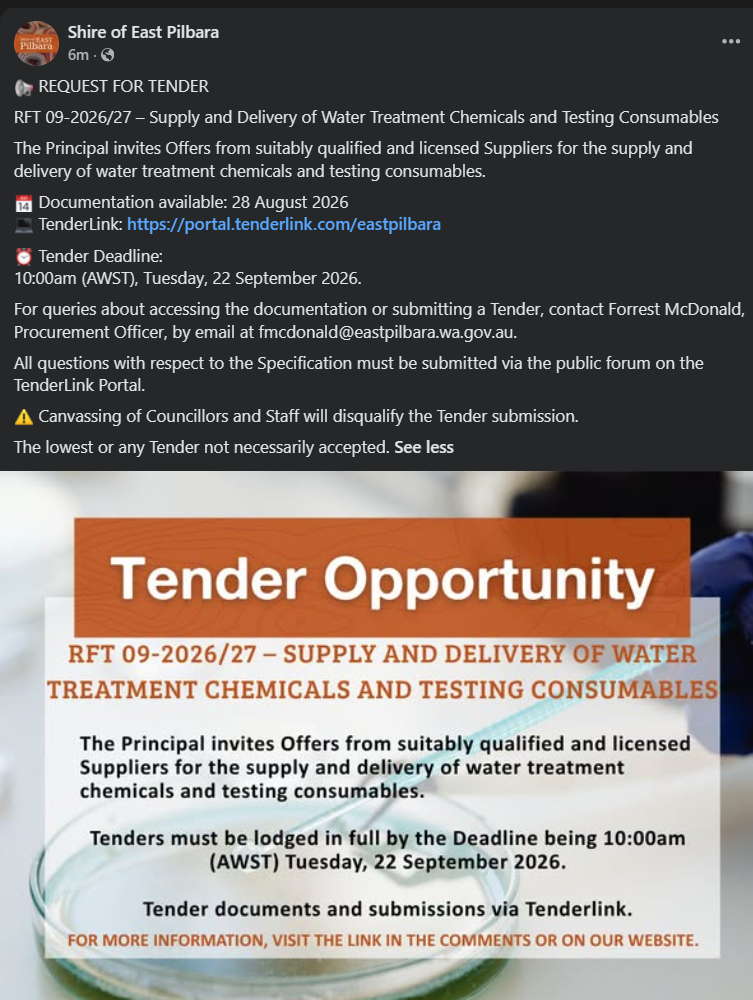 Shire of East Pilbara
6m
📢 REQUEST FOR TENDER
RFT 09-2026/27 – Supply and Delivery of Water Treatment Chemicals and Testing Consumables
The Principal invites Offers from suitably qualified and licensed Suppliers for the supply and
delivery of water treatment chemicals and testing consumables.
📅 Documentation available: 28 August 2026
💻 TenderLink: https://portal.tenderlink.com/eastpilbara
⏰ Tender Deadline:
10:00am (AWST), Tuesday, 22 September 2026.
For queries about accessing the documentation or submitting a Tender, contact Forrest McDonald,
Procurement Officer, by email at fmcdonald@eastpilbara.wa.gov.au.
All questions with respect to the Specification must be submitted via the public forum on the
TenderLink Portal.
⚠️ Canvassing of Councillors and Staff will disqualify the Tender submission.
The lowest or any Tender not necessarily accepted. See less
Tender Opportunity
RFT 09-2026/27 – SUPPLY AND DELIVERY OF WATER
TREATMENT CHEMICALS AND TESTING CONSUMABLES
The Principal invites Offers from suitably qualified and licensed
Suppliers for the supply and delivery of water treatment
chemicals and testing consumables.
Tenders must be lodged in full by the Deadline being 10:00am
(AWST) Tuesday, 22 September 2026.
Tender documents and submissions via Tenderlink.
FOR MORE INFORMATION, VISIT THE LINK IN THE COMMENTS OR ON OUR WEBSITE.